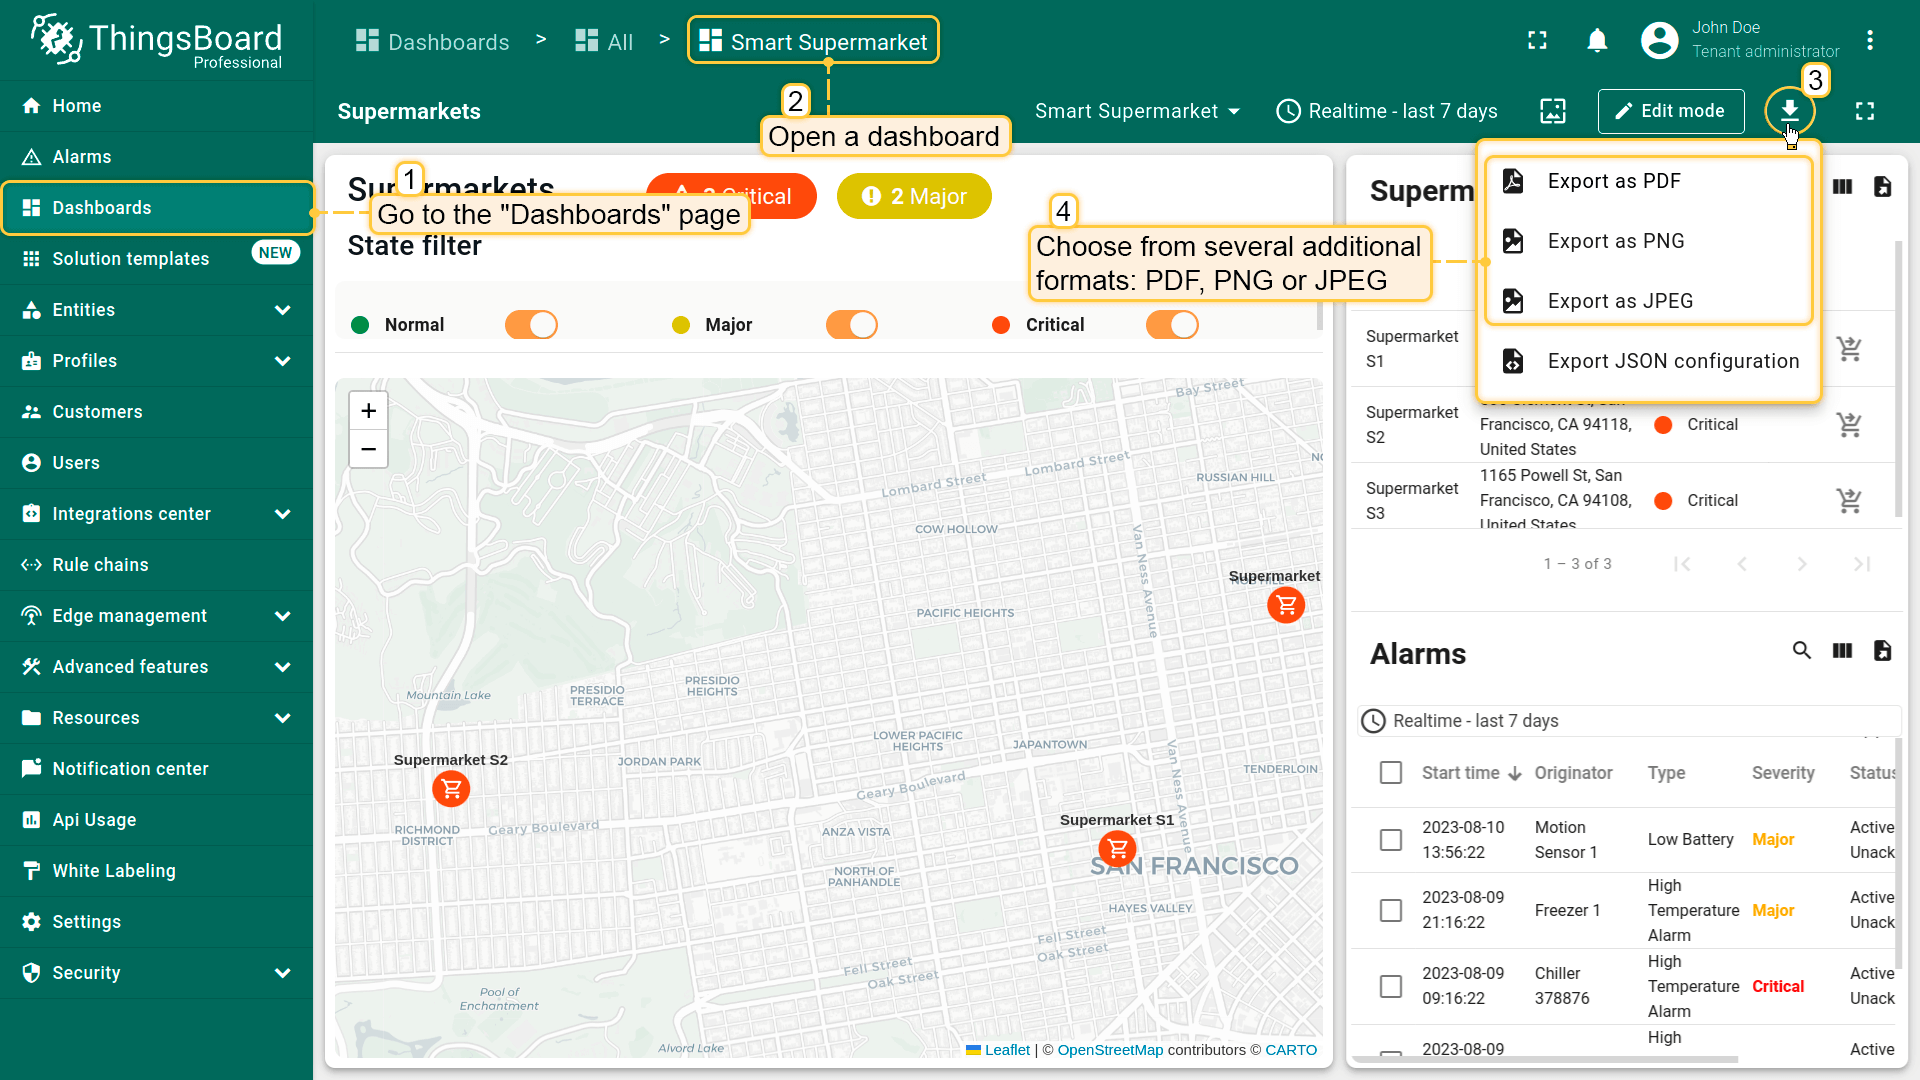 ThingsBoard
Professional
Dashboards
>
All
>
Smart Supermarket
John Doe
Tenant administrator
Supermarkets
2
Open a dashboard
Smart Supermarket
Realtime - last 7 days
Edit mode
3
Home
Alarms
Dashboards
Solution templates
NEW
Entities
Profiles
Customers
Users
Integrations center
Rule chains
Edge management
Advanced features
Resources
Notification center
Api Usage
White Labeling
Settings
Security
1
Go to the "Dashboards" page
2 Major
State filter
Normal
Major
Critical
4
Choose from several additional
formats: PDF, PNG or JPEG
Export as PDF
Export as PNG
Export as JPEG
Export JSON configuration
+
−
Bay Street
Lombard Street
Lombard Street
RUSSIAN HILL
COW HOLLOW
Van Ness Avenue
Supermarket
PACIFIC HEIGHTS
PRESIDIO
HEIGHTS
PRESIDIO
TERRACE
Mountain Lake
LOWER PACIFIC
HEIGHTS
JAPANTOWN
Van Ness Avenue
Supermarket S2
JORDAN PARK
TENDERLOIN
Geary Boulevard
RICHMOND
DISTRICT
Geary Boulevard
ANZA VISTA
Supermarket S1
SAN FRANCISCO
NORTH OF
PANHANDLE
HAYES VALLEY
Fell Street
Oak Street
Fell Street
Oak Street
Pool of
Enchantment
Alvord Lake
Leaflet | © OpenStreetMap contributors © CARTO
Supermarket
S1
Supermarket
S2
Francisco, CA 94118,
United States
Critical
Supermarket
S3
1165 Powell St, San
Francisco, CA 94108,
United States
Critical
1 – 3 of 3
Alarms
Realtime - last 7 days
Start time
Originator
Type
Severity
Status
2023-08-10
13:56:22
Motion
Sensor 1
Low Battery
Major
Active
Unack
2023-08-09
21:16:22
Freezer 1
High
Temperature
Alarm
Major
Active
Unack
2023-08-09
09:16:22
Chiller
378876
High
Temperature
Alarm
Critical
Active
Unack
2023-08-09
High
Active